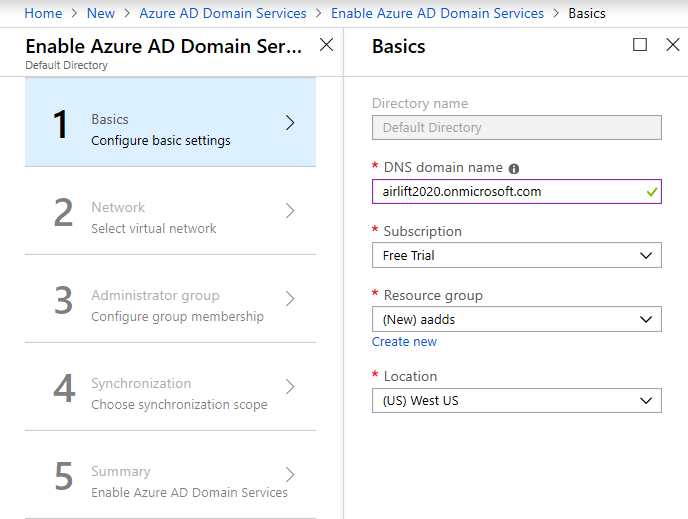 Home > New > Azure AD Domain Services > Enable Azure AD Domain Services > Basics
Enable Azure AD Domain Ser...
Default Directory
1
Basics
Configure basic settings
2
Network
Select virtual network
3
Administrator group
Configure group membership
4
Synchronization
Choose synchronization scope
5
Summary
Enable Azure AD Domain Services
Basics
Directory name
Default Directory
* DNS domain name
airlift2020.onmicrosoft.com
* Subscription
Free Trial
* Resource group
(New) aadds
Create new
* Location
(US) West US